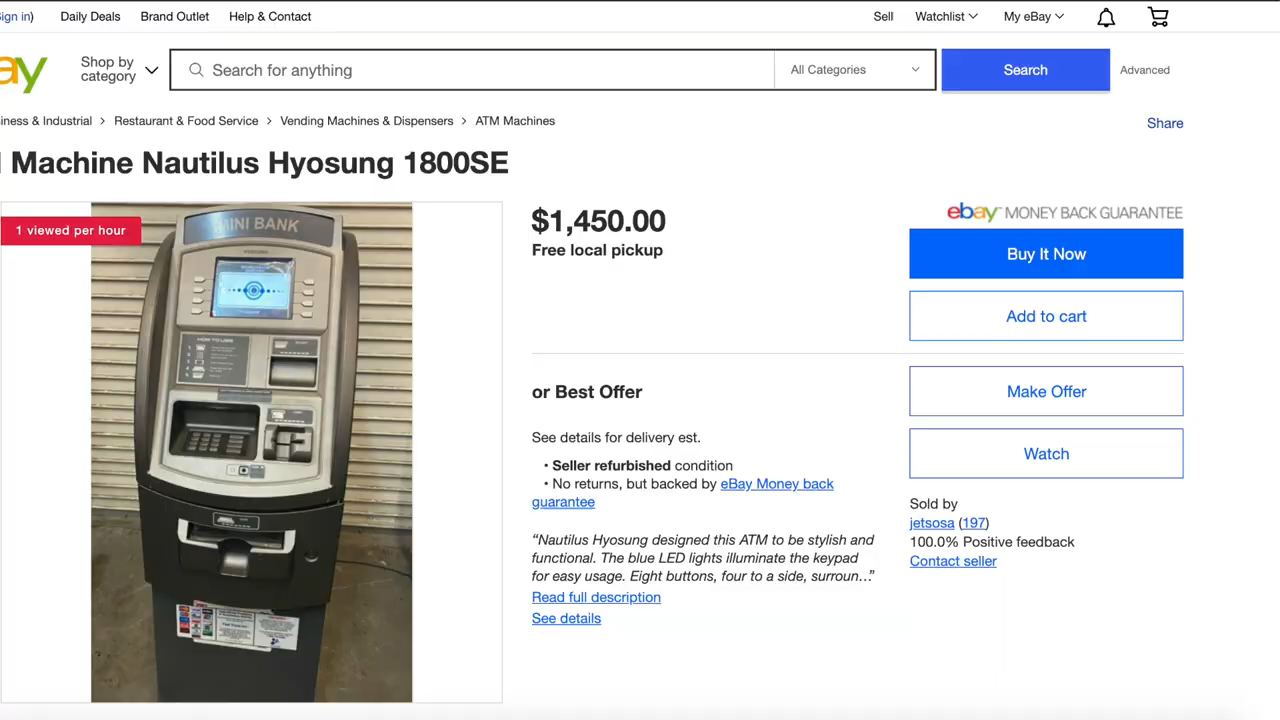 ign in) Daily Deals Brand Outlet Help & Contact Sell Watchlist My eBay
ay Shop by category Search for anything All Categories Search Advanced
iness & Industrial > Restaurant & Food Service > Vending Machines & Dispensers > ATM Machines
Share
Machine Nautilus Hyosung 1800SE
1 viewed per hour
MINI BANK
HOW TO USE
$1,450.00
Free local pickup
ebay MONEY BACK GUARANTEE
Buy It Now
Add to cart
or Best Offer
Make Offer
See details for delivery est.
Watch
• Seller refurbished condition
• No returns, but backed by eBay Money back
guarantee
Sold by
jetsosa (197)
100.0% Positive feedback
Contact seller
“Nautilus Hyosung designed this ATM to be stylish and
functional. The blue LED lights illuminate the keypad
for easy usage. Eight buttons, four to a side, surroun...”
Read full description
See details